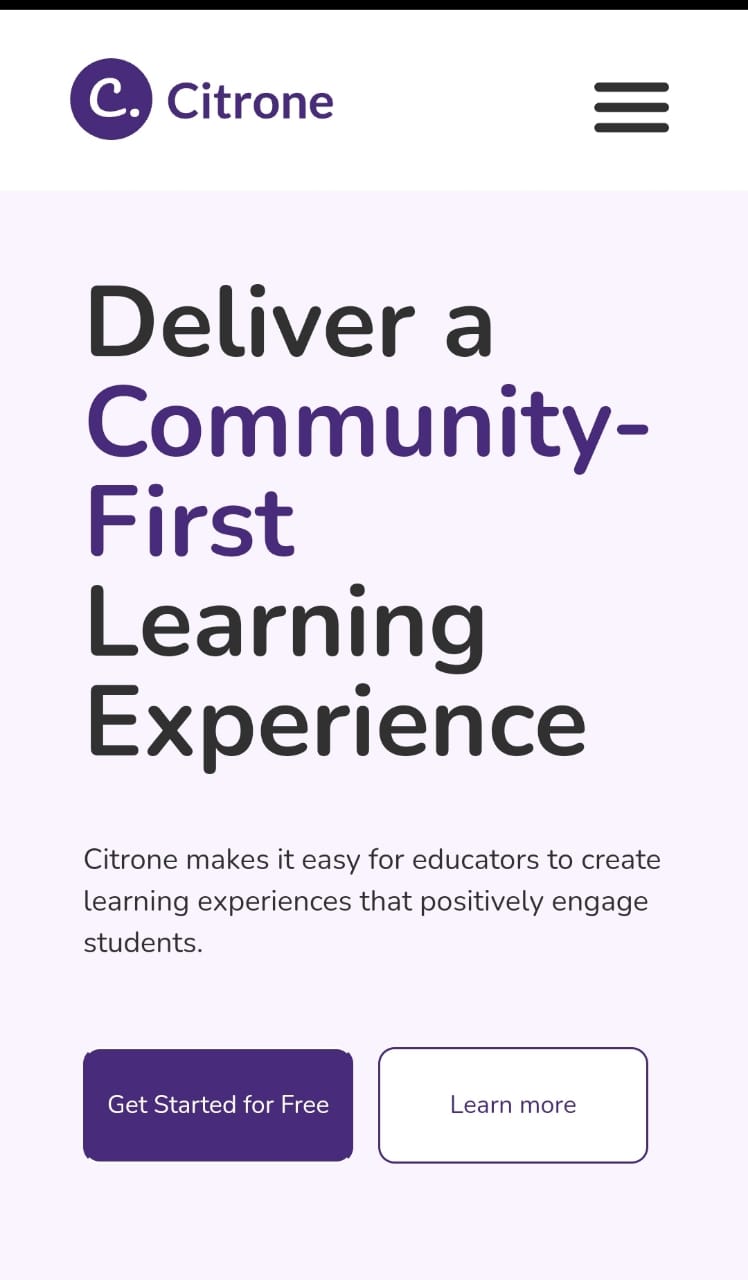 C. Citrone
Deliver a
Community-
First
Learning
Experience
Citrone makes it easy for educators to create
learning experiences that positively engage
students.
Get Started for Free
Learn more